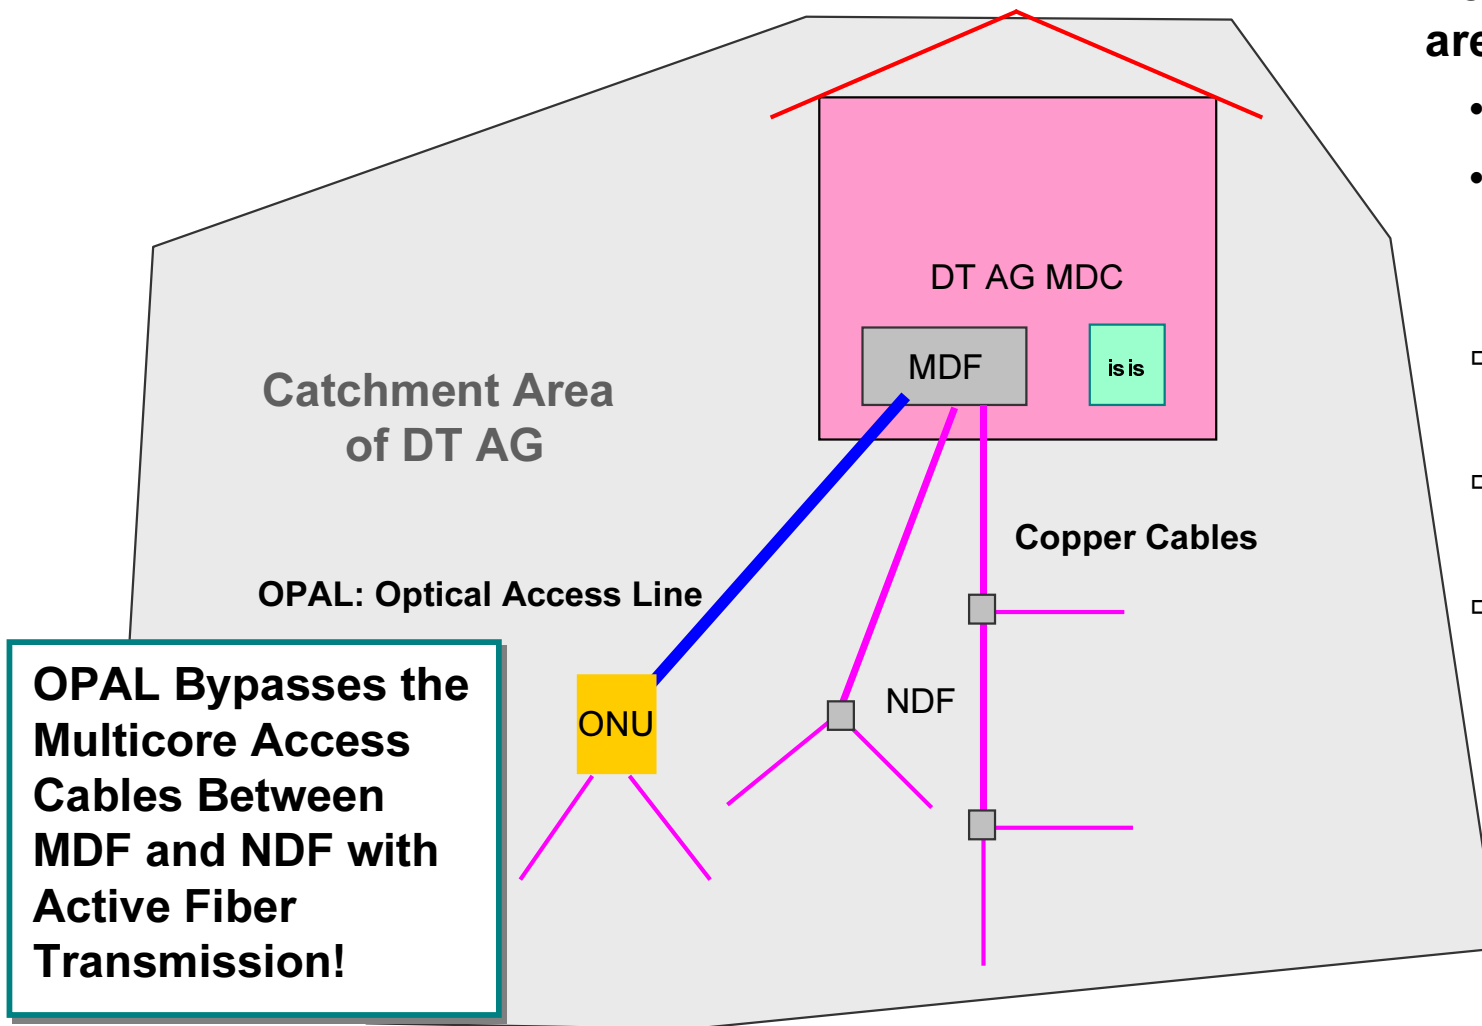 are
DT AG MDC
MDF
is is
Catchment Area
of DT AG
Copper Cables
OPAL: Optical Access Line
OPAL Bypasses the
Multicore Access
Cables Between
MDF and NDF with
Active Fiber
Transmission!
ONU
NDF